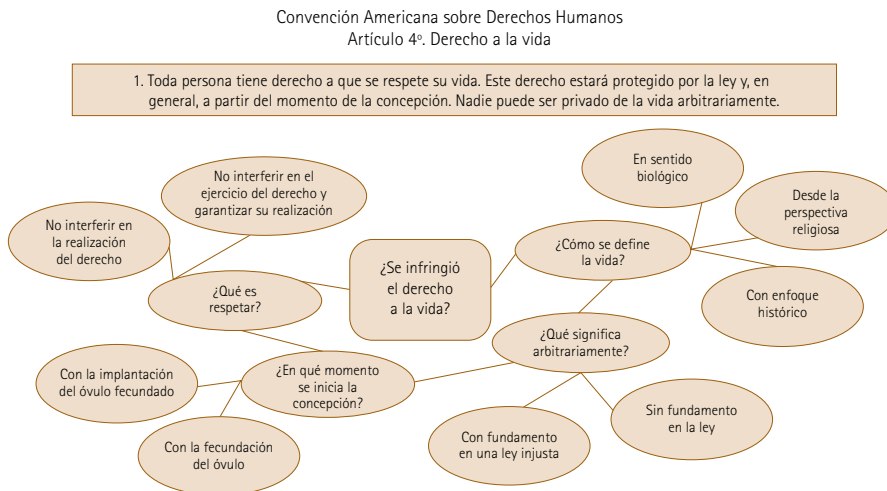 Convención Americana sobre Derechos Humanos
Artículo 4º. Derecho a la vida
1. Toda persona tiene derecho a que se respete su vida. Este derecho estará protegido por la ley y, en
general, a partir del momento de la concepción. Nadie puede ser privado de la vida arbitrariamente.
No interferir en el
ejercicio del derecho y
garantizar su realización
No interferir en
la realización
del derecho
¿Qué es
respetar?
¿Se infringió
el derecho
a la vida?
En sentido
biológico
Desde la
perspectiva
religiosa
¿Cómo se define
la vida?
Con enfoque
histórico
¿Qué significa
arbitrariamente?
¿En qué momento
se inicia la
concepción?
Con la implantación
del óvulo fecundado
Con la fecundación
del óvulo
Con fundamento
en una ley injusta
Sin fundamento
en la ley